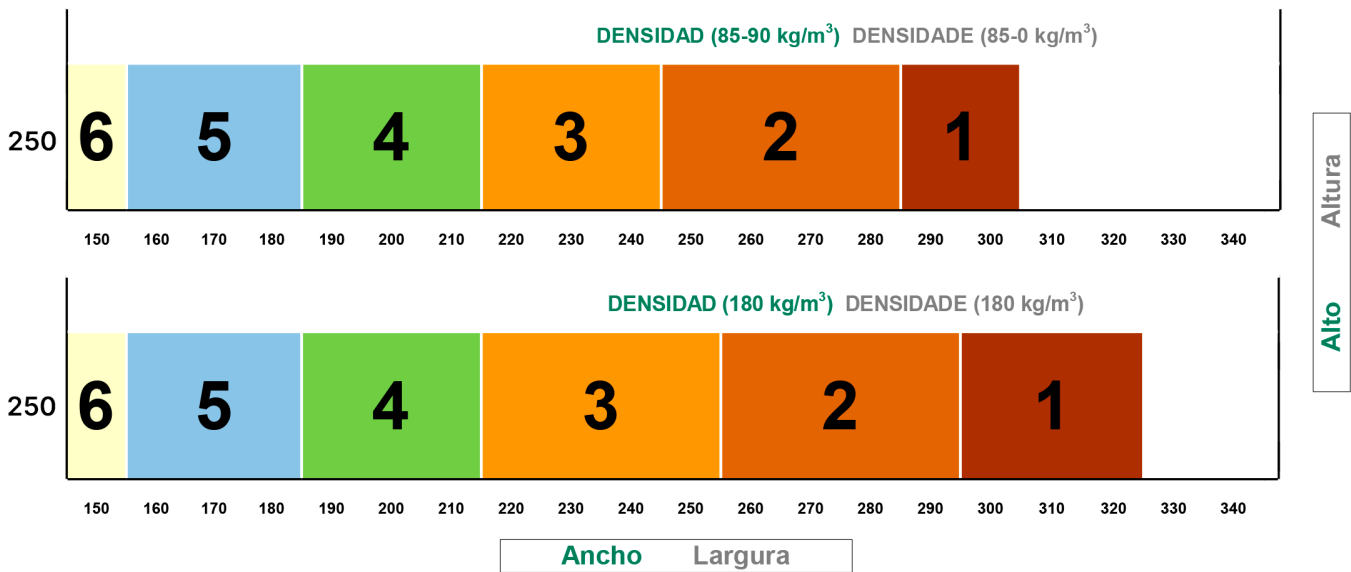 DENSIDAD (85-90 kg/m³) DENSIDADE (85-0 kg/m³)
250 6 5 4 3 2 1
150 160 170 180 190 200 210 220 230 240 250 260 270 280 290 300 310 320 330 340
DENSIDAD (180 kg/m³) DENSIDADE (180 kg/m³)
250 6 5 4 3 2 1
150 160 170 180 190 200 210 220 230 240 250 260 270 280 290 300 310 320 330 340
Ancho Largura
Alto Altura